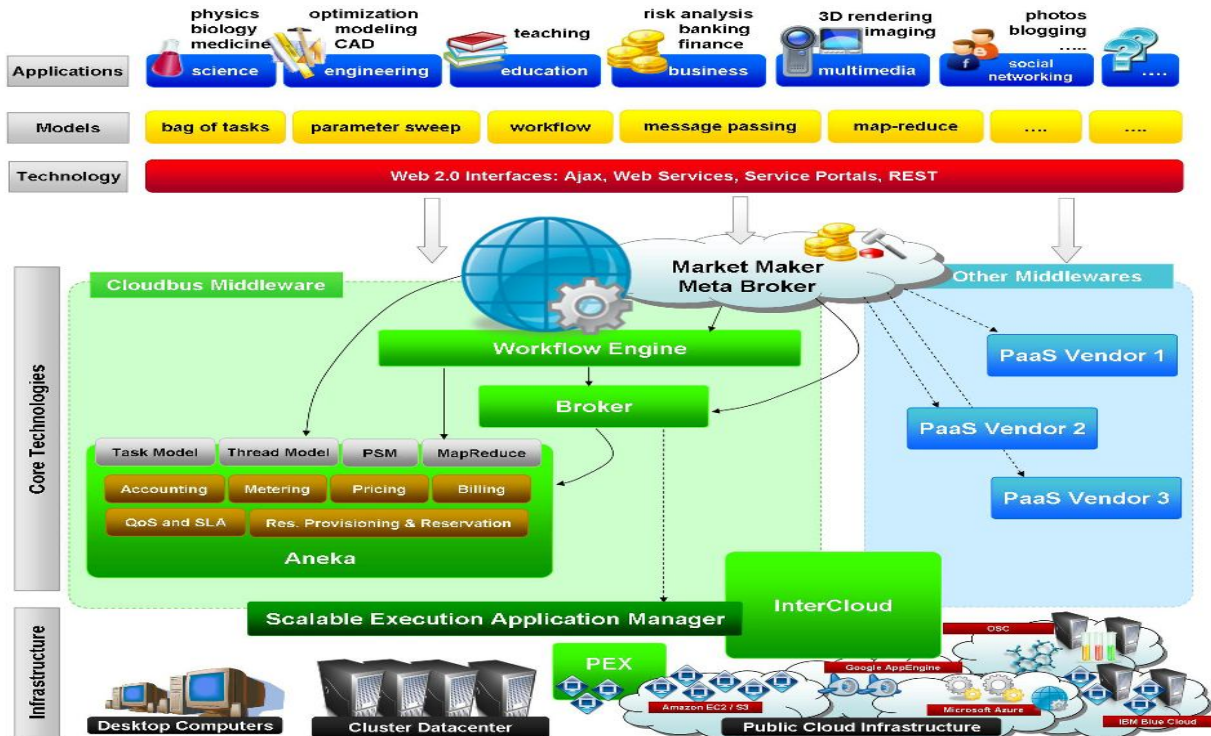 physics
biology
medicine
optimization
modeling
CAD
teaching
risk analysis
banking
finance
3D rendering
imaging
photos
blogging
.....
Applications
science
engineering
education
business
multimedia
f
social
networking
....
Models
bag of tasks
parameter sweep
workflow
message passing
map-reduce
....
....
Technology
Web 2.0 Interfaces: Ajax, Web Services, Service Portals, REST
Core Technologies
Cloudbus Middleware
Market Maker
Meta Broker
Other Middlewares
Workflow Engine
Broker
PaaS Vendor 1
PaaS Vendor 2
PaaS Vendor 3
Task Model
Thread Model
PSM
MapReduce
Accounting
Metering
Pricing
Billing
QoS and SLA
Res. Provisioning & Reservation
Aneka
InterCloud
Scalable Execution Application Manager
Infrastructure
PEX
OSC
Google AppEngine
Amazon EC2 / S3
Microsoft Azure
IBM Blue Cloud
Desktop Computers
Cluster Datacenter
Public Cloud Infrastructure